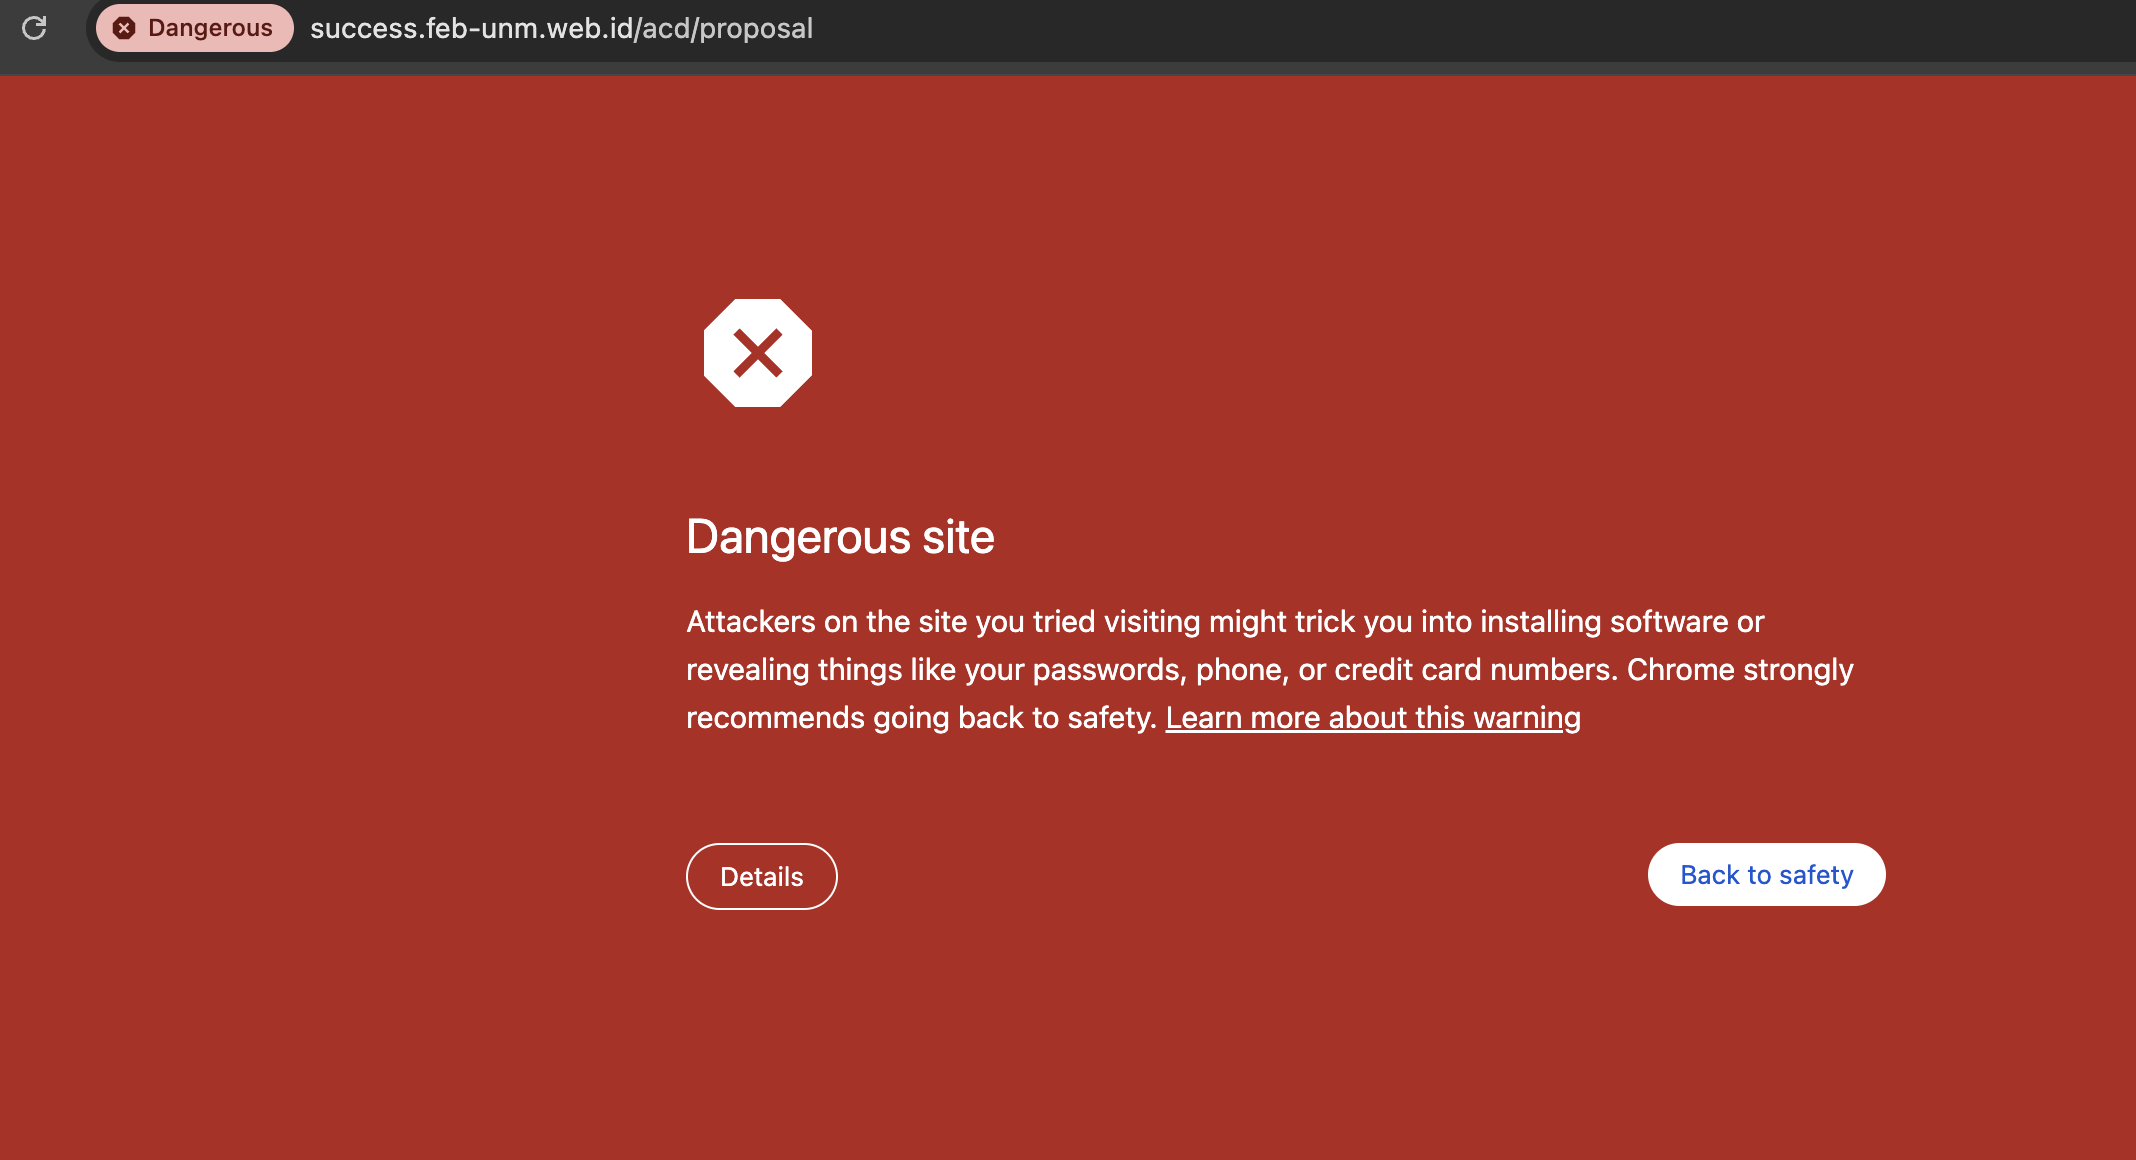 Dangerous success.feb-unm.web.id/acd/proposal
Dangerous site
Attackers on the site you tried visiting might trick you into installing software or
revealing things like your passwords, phone, or credit card numbers. Chrome strongly
recommends going back to safety. Learn more about this warning
Details
Back to safety